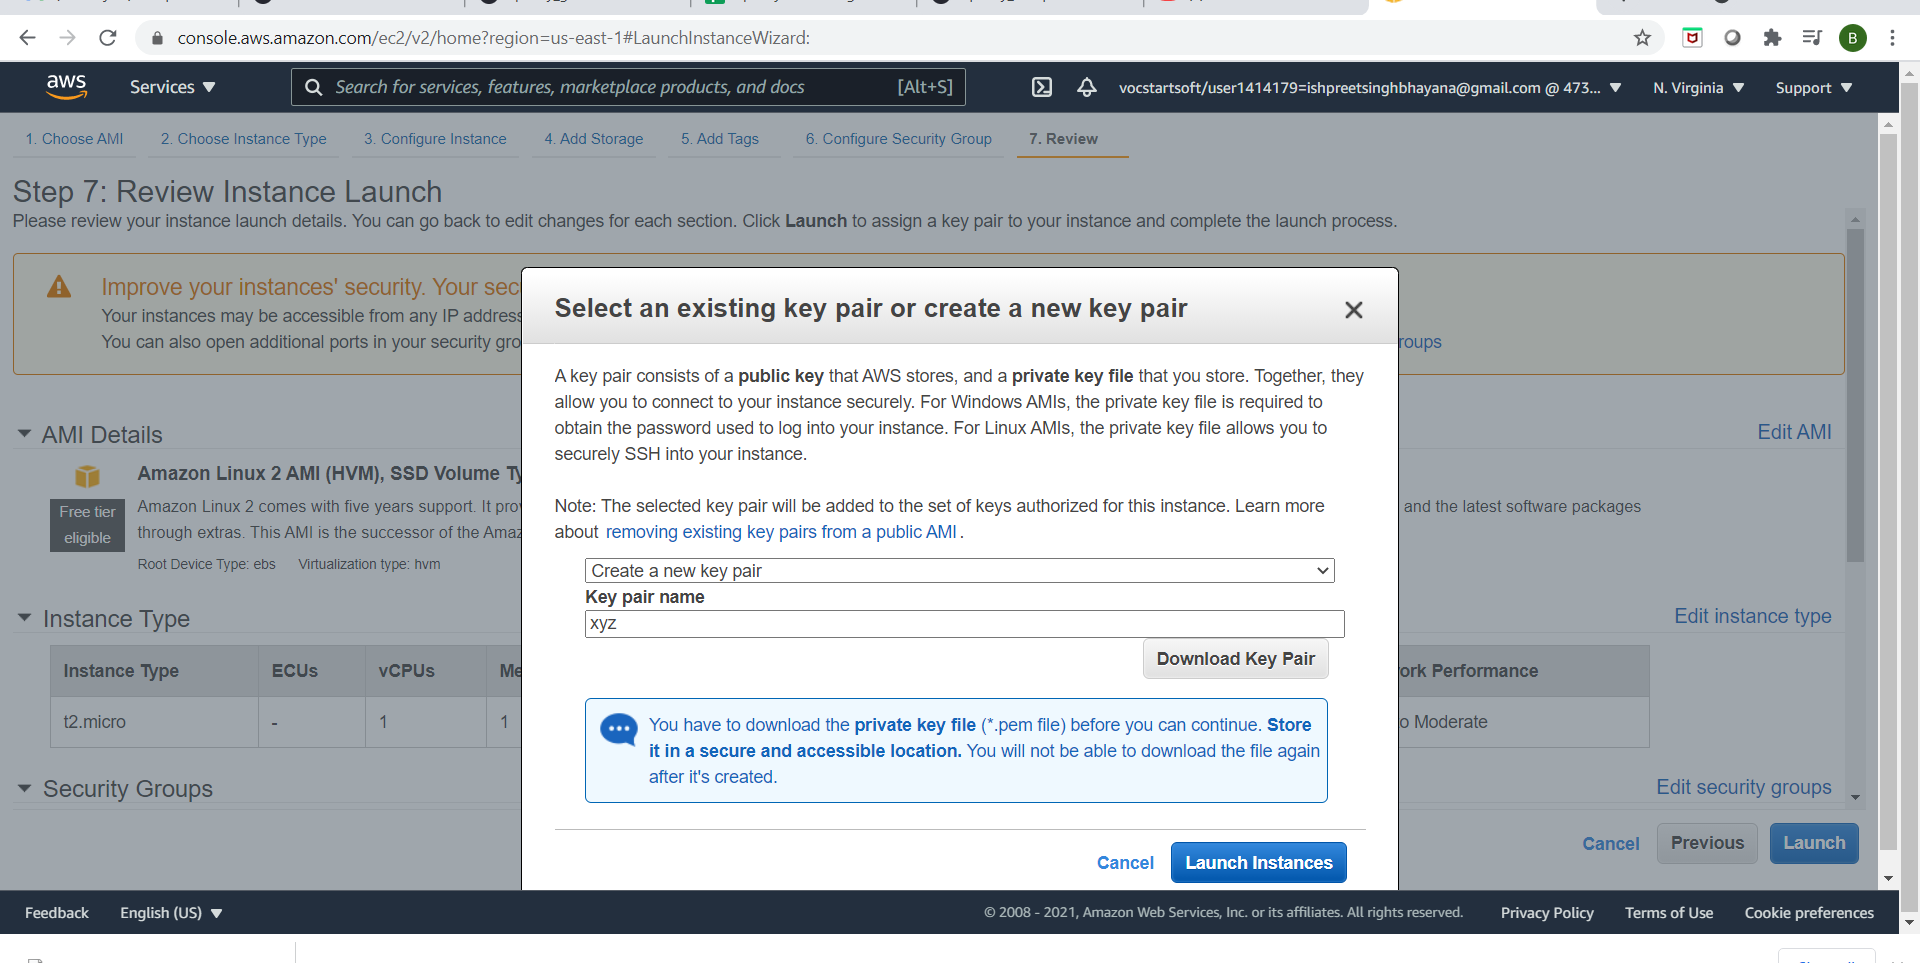 console.aws.amazon.com/ec2/v2/home?region=us-east-1#LaunchInstanceWizard:
B
aws
Services
Search for services, features, marketplace products, and docs
[Alt+S]
vocstartsoft/user1414179=ishpreetsinghbhayana@gmail.com @ 473...
N. Virginia
Support
1. Choose AMI
2. Choose Instance Type
3. Configure Instance
4. Add Storage
5. Add Tags
6. Configure Security Group
7. Review
Step 7: Review Instance Launch
Please review your instance launch details. You can go back to edit changes for each section. Click Launch to assign a key pair to your instance and complete the launch process.
Improve your instances' security. Your sec
Your instances may be accessible from any IP address
You can also open additional ports in your security gro
roups
AMI Details
Edit AMI
Amazon Linux 2 AMI (HVM), SSD Volume Ty
Free tier
eligible
Amazon Linux 2 comes with five years support. It prov
and the latest software packages
through extras. This AMI is the successor of the Amaz
Root Device Type: ebs
Virtualization type: hvm
Instance Type
Edit instance type
Instance Type
ECUs
vCPUs
Me
ork Performance
t2.micro
-
1
1
o Moderate
Security Groups
Edit security groups
Cancel
Previous
Launch
Select an existing key pair or create a new key pair
A key pair consists of a public key that AWS stores, and a private key file that you store. Together, they
allow you to connect to your instance securely. For Windows AMIs, the private key file is required to
obtain the password used to log into your instance. For Linux AMIs, the private key file allows you to
securely SSH into your instance.
Note: The selected key pair will be added to the set of keys authorized for this instance. Learn more
about removing existing key pairs from a public AMI .
Create a new key pair
Key pair name
xyz
Download Key Pair
You have to download the private key file (*.pem file) before you can continue. Store
it in a secure and accessible location. You will not be able to download the file again
after it's created.
Cancel
Launch Instances
Feedback
English (US)
© 2008 - 2021, Amazon Web Services, Inc. or its affiliates. All rights reserved.
Privacy Policy
Terms of Use
Cookie preferences